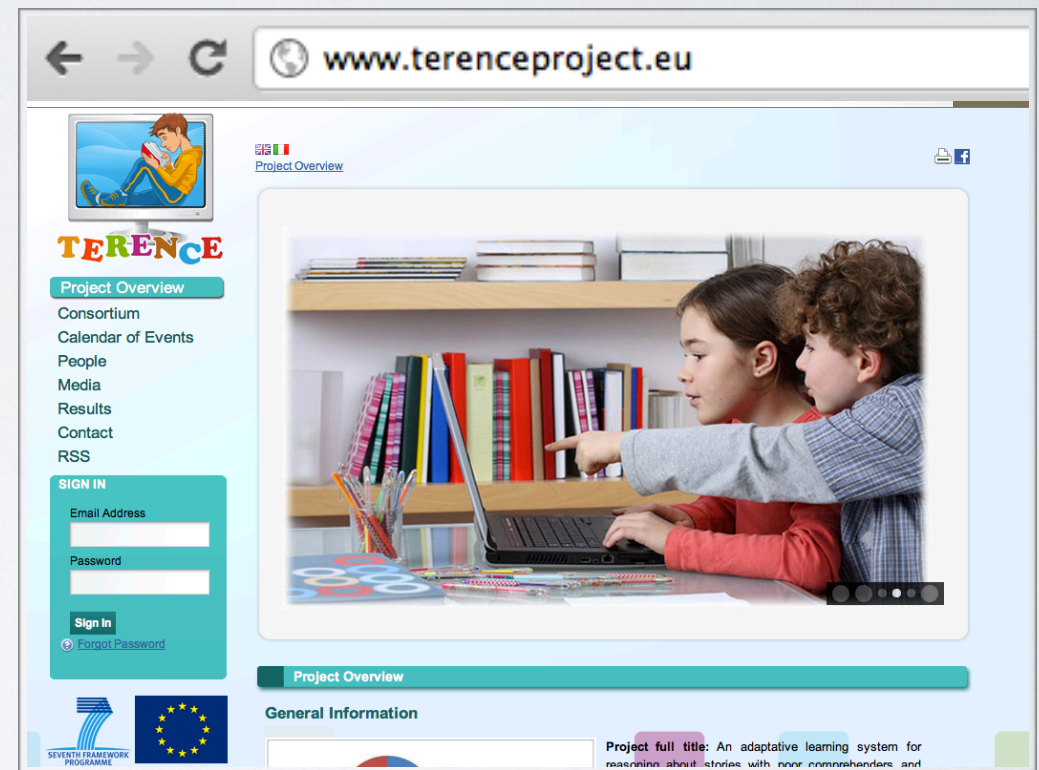 www.terenceproject.eu
Project Overview
TERENCE
Project Overview
Consortium
Calendar of Events
People
Media
Results
Contact
RSS
SIGN IN
Email Address
Password
Sign In
Forgot Password
SEVENTH FRAMEWORK
PROGRAMME
Project Overview
General Information
Project full title: An adaptative learning system for
reasoning about stories with poor comprehenders and